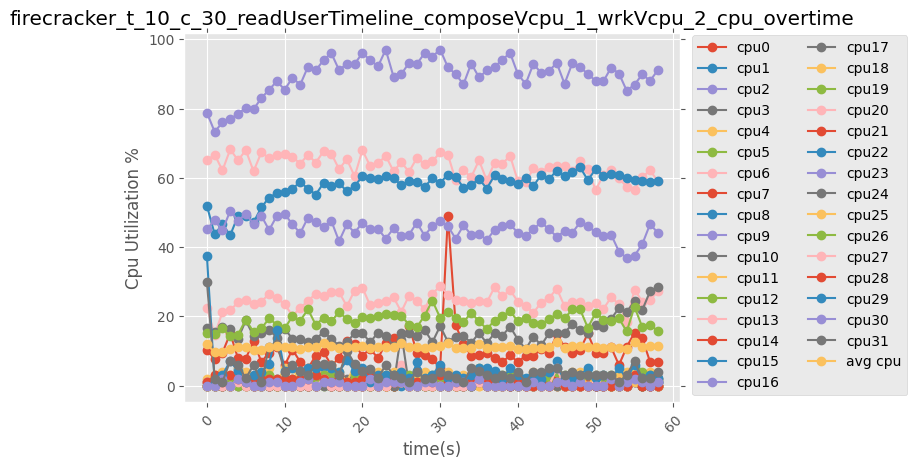 firecracker_t_10_c_30_readUserTimeline_composeVcpu_1_wrkVcpu_2_cpu_overtime
100
80
60
40
20
0
Cpu Utilization %
0
10
20
30
40
50
60
time(s)
cpu0
cpu1
cpu2
cpu3
cpu4
cpu5
cpu6
cpu7
cpu8
cpu9
cpu10
cpu11
cpu12
cpu13
cpu14
cpu15
cpu16
cpu17
cpu18
cpu19
cpu20
cpu21
cpu22
cpu23
cpu24
cpu25
cpu26
cpu27
cpu28
cpu29
cpu30
cpu31
avg cpu